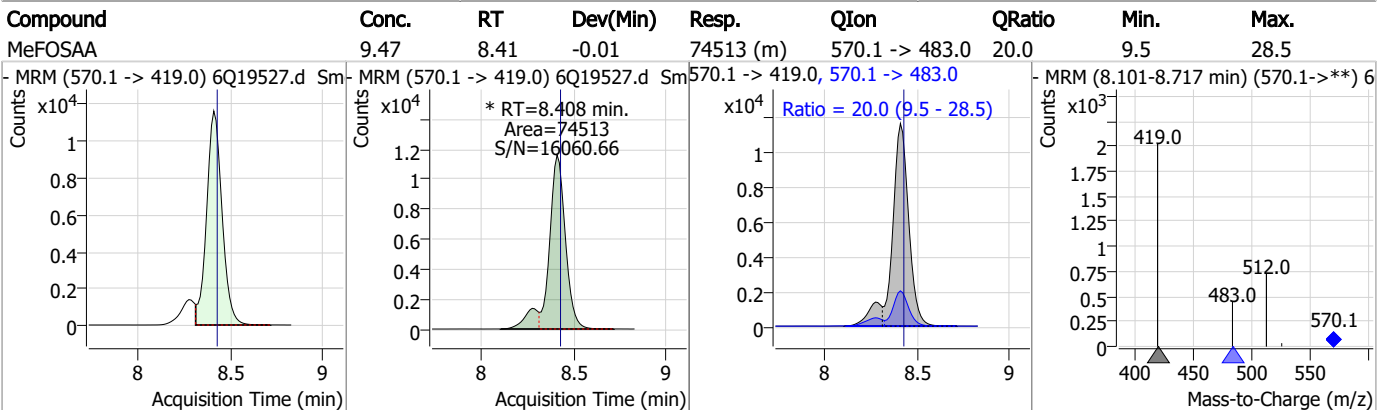 Compound Conc. RT Dev(Min) Resp. QIon QRatio Min. Max.
MeFOSAA 9.47 8.41 -0.01 74513 (m) 570.1 -> 483.0 20.0 9.5 28.5
- MRM (570.1 -> 419.0) 6Q19527.d Sm
x10⁴
Counts
1
0.8
0.6
0.4
0.2
0
8 8.5 9
Acquisition Time (min)
- MRM (570.1 -> 419.0) 6Q19527.d Sm
x10⁴
Counts
* RT=8.408 min.
Area=74513
S/N=16060.66
1.2
1
0.8
0.6
0.4
0.2
0
8 8.5 9
Acquisition Time (min)
570.1 -> 419.0, 570.1 -> 483.0
x10⁴
Counts
Ratio = 20.0 (9.5 - 28.5)
1
0.8
0.6
0.4
0.2
0
8 8.5 9
Acquisition Time (min)
- MRM (8.101-8.717 min) (570.1->**) 6
x10³
Counts
419.0
2
1.75
1.5
1.25
1
0.75
0.5
0.25
0
512.0
483.0
570.1
400 450 500 550
Mass-to-Charge (m/z)